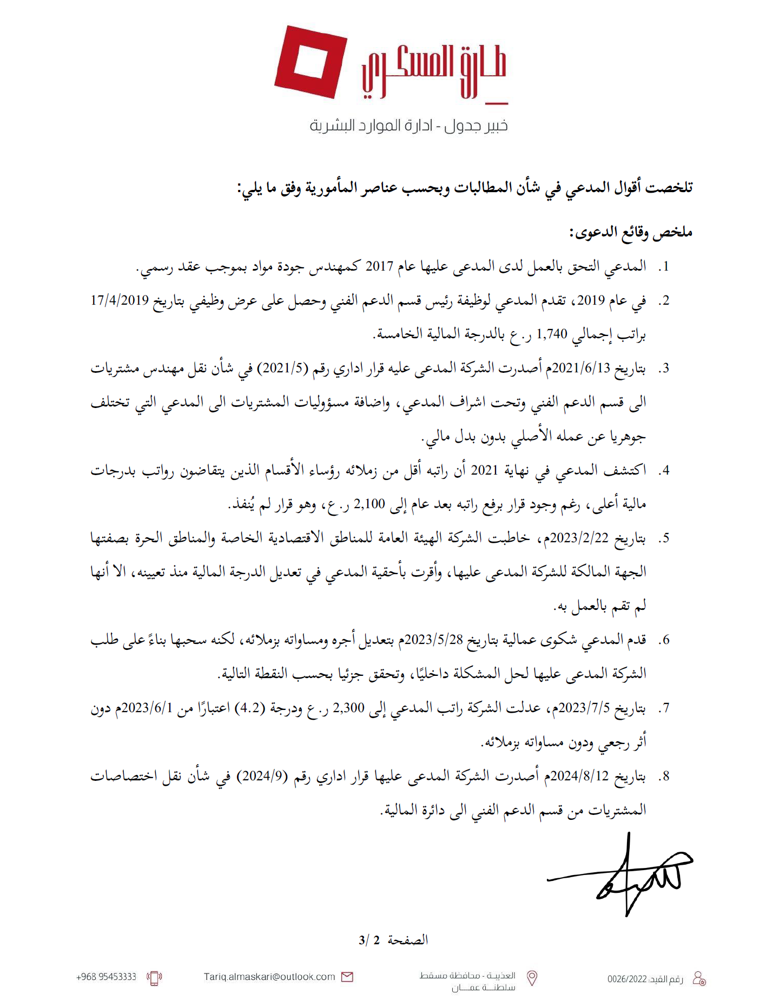 طارق المسكري
خبير جدول - ادارة الموارد البشرية
تلخصت أقوال المدعي في شأن المطالبات وبحسب عناصر المأمورية وفق ما يلي:
ملخص وقائع الدعوى:
1. المدعي التحق بالعمل لدى المدعى عليها عام 2017 كمهندس جودة مواد بموجب عقد رسمي.
2. في عام 2019، تقدم المدعي لوظيفة رئيس قسم الدعم الفني وحصل على عرض وظيفي بتاريخ 17/4/2019
براتب إجمالي 1,740 ر.ع بالدرجة المالية الخامسة.
3. بتاريخ 2021/6/13م أصدرت الشركة المدعى عليه قرار اداري رقم (2021/5) في شأن نقل مهندس مشتريات
الى قسم الدعم الفني وتحت اشراف المدعي، واضافة مسؤوليات المشتريات الى المدعي التي تختلف
جوهريا عن عمله الأصلي بدون بدل مالي.
4. اكتشف المدعي في نهاية 2021 أن راتبه أقل من زملائه رؤساء الأقسام الذين يتقاضون رواتب بدرجات
مالية أعلى، رغم وجود قرار برفع راتبه بعد عام إلى 2,100 ر.ع، وهو قرار لم يُنفذ.
5. بتاريخ 2023/2/22م، خاطبت الشركة الهيئة العامة للمناطق الاقتصادية الخاصة والمناطق الحرة بصفتها
الجهة المالكة للشركة المدعى عليها، وأقرت بأحقية المدعي في تعديل الدرجة المالية منذ تعيينه، الا أنها
لم تقم بالعمل به.
6. قدم المدعي شكوى عمالية بتاريخ 2023/5/28م بتعديل أجره ومساواته بزملائه، لكنه سحبها بناءً على طلب
الشركة المدعى عليها لحل المشكلة داخليًا، وتحقق جزئيا بحسب النقطة التالية.
7. بتاريخ 2023/7/5م، عدلت الشركة راتب المدعي إلى 2,300 ر.ع ودرجة (4.2) اعتبارًا من 2023/6/1م دون
أثر رجعي ودون مساواته بزملائه.
8. بتاريخ 2024/8/12م أصدرت الشركة المدعى عليها قرار اداري رقم (2024/9) في شأن نقل اختصاصات
المشتريات من قسم الدعم الفني الى دائرة المالية.
الصفحة 2 /3
رقم القيد: 0026/2022
العذيبة - محافظة مسقط
سلطنة عمان
Tariq.almaskari@outlook.com
+968 95453333